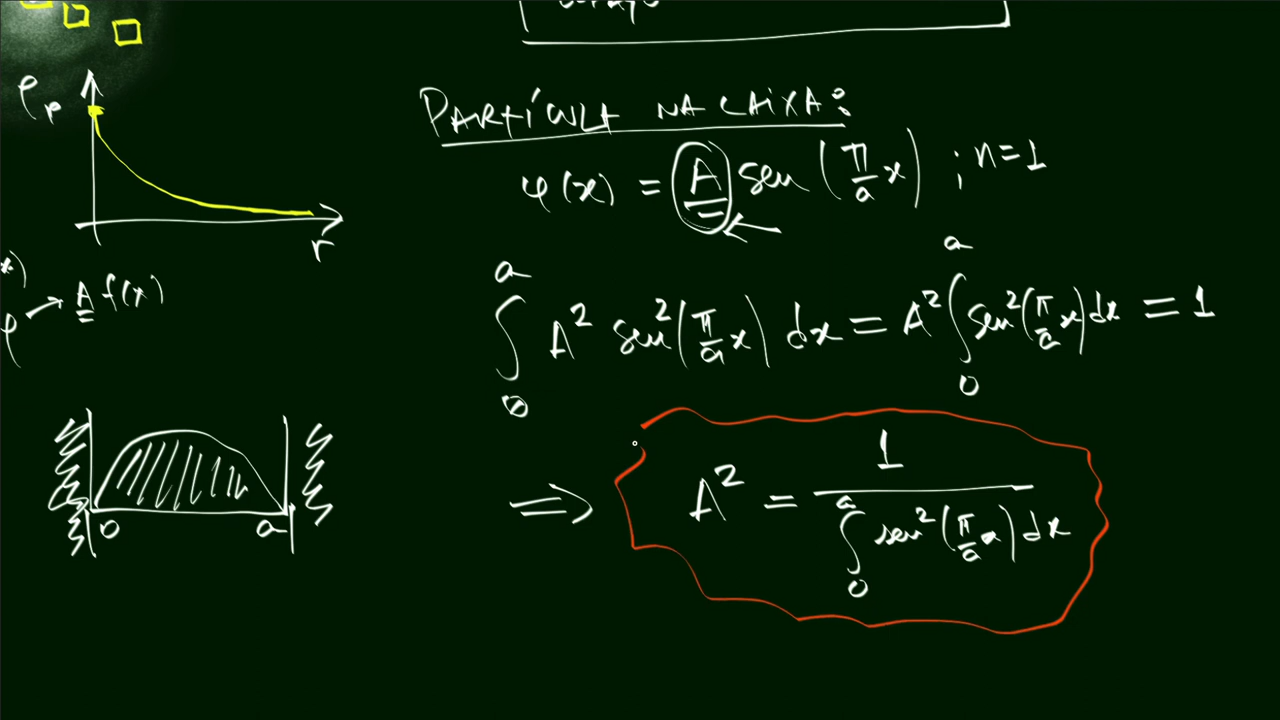 PARTÍCULA NA CAIXA:
φ(x) = A sen(π/a x) ; n=1
∫₀ᵃ A² sen²(π/a x) dx = A² ∫₀ᵃ sen²(π/a x) dx = 1
⇒ A² = 1 / ∫₀ᵃ sen²(π/a x) dx
r
φ → A f(x)
0 a